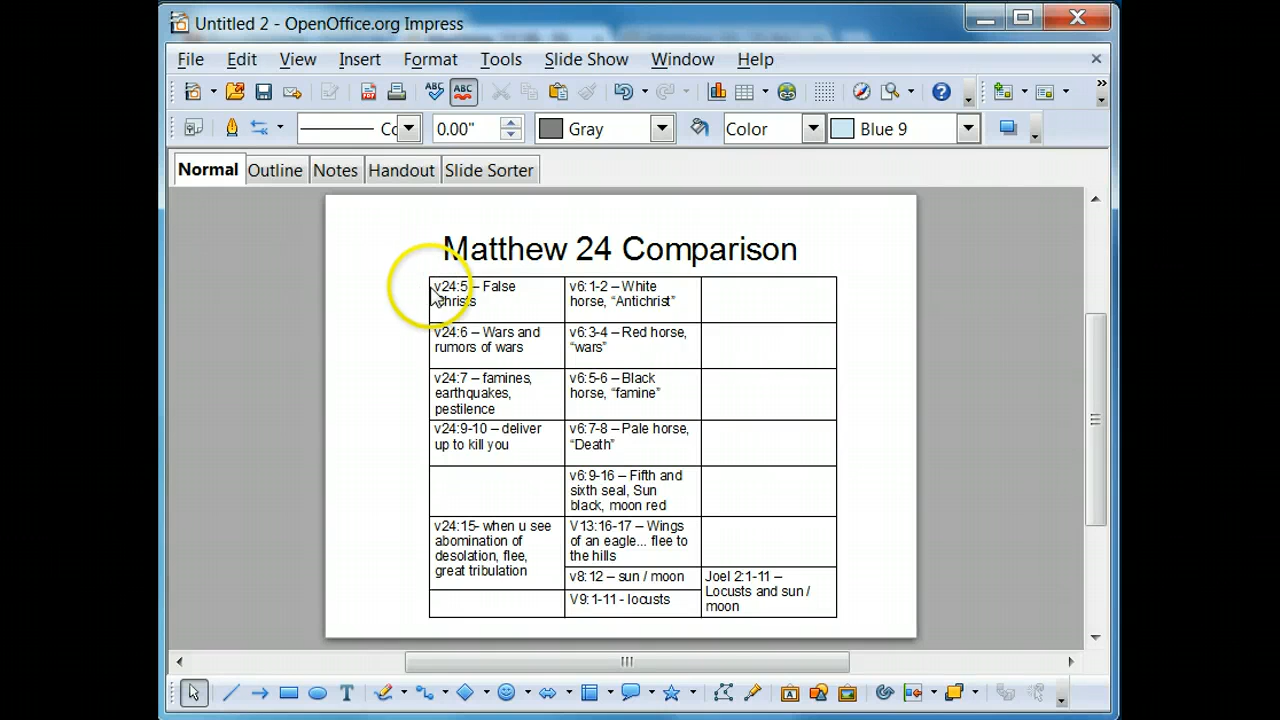 Untitled 2 - OpenOffice.org Impress
File Edit View Insert Format Tools Slide Show Window Help
ABC ABC
Cc 0.00" Gray Color Blue 9
Normal Outline Notes Handout Slide Sorter
Matthew 24 Comparison
v24:5 – False
christs
v6:1-2 – White
horse, “Antichrist”
v24:6 – Wars and
rumors of wars
v6:3-4 – Red horse,
“wars”
v24:7 – famines,
earthquakes,
pestilence
v6:5-6 – Black
horse, “famine”
v24:9-10 – deliver
up to kill you
v6:7-8 – Pale horse,
“Death”
v6:9-16 – Fifth and
sixth seal, Sun
black, moon red
v24:15- when u see
abomination of
desolation, flee,
great tribulation
V13:16-17 – Wings
of an eagle... flee to
the hills
v8:12 – sun / moon
Joel 2:1-11 –
Locusts and sun /
moon
V9:1-11 - locusts